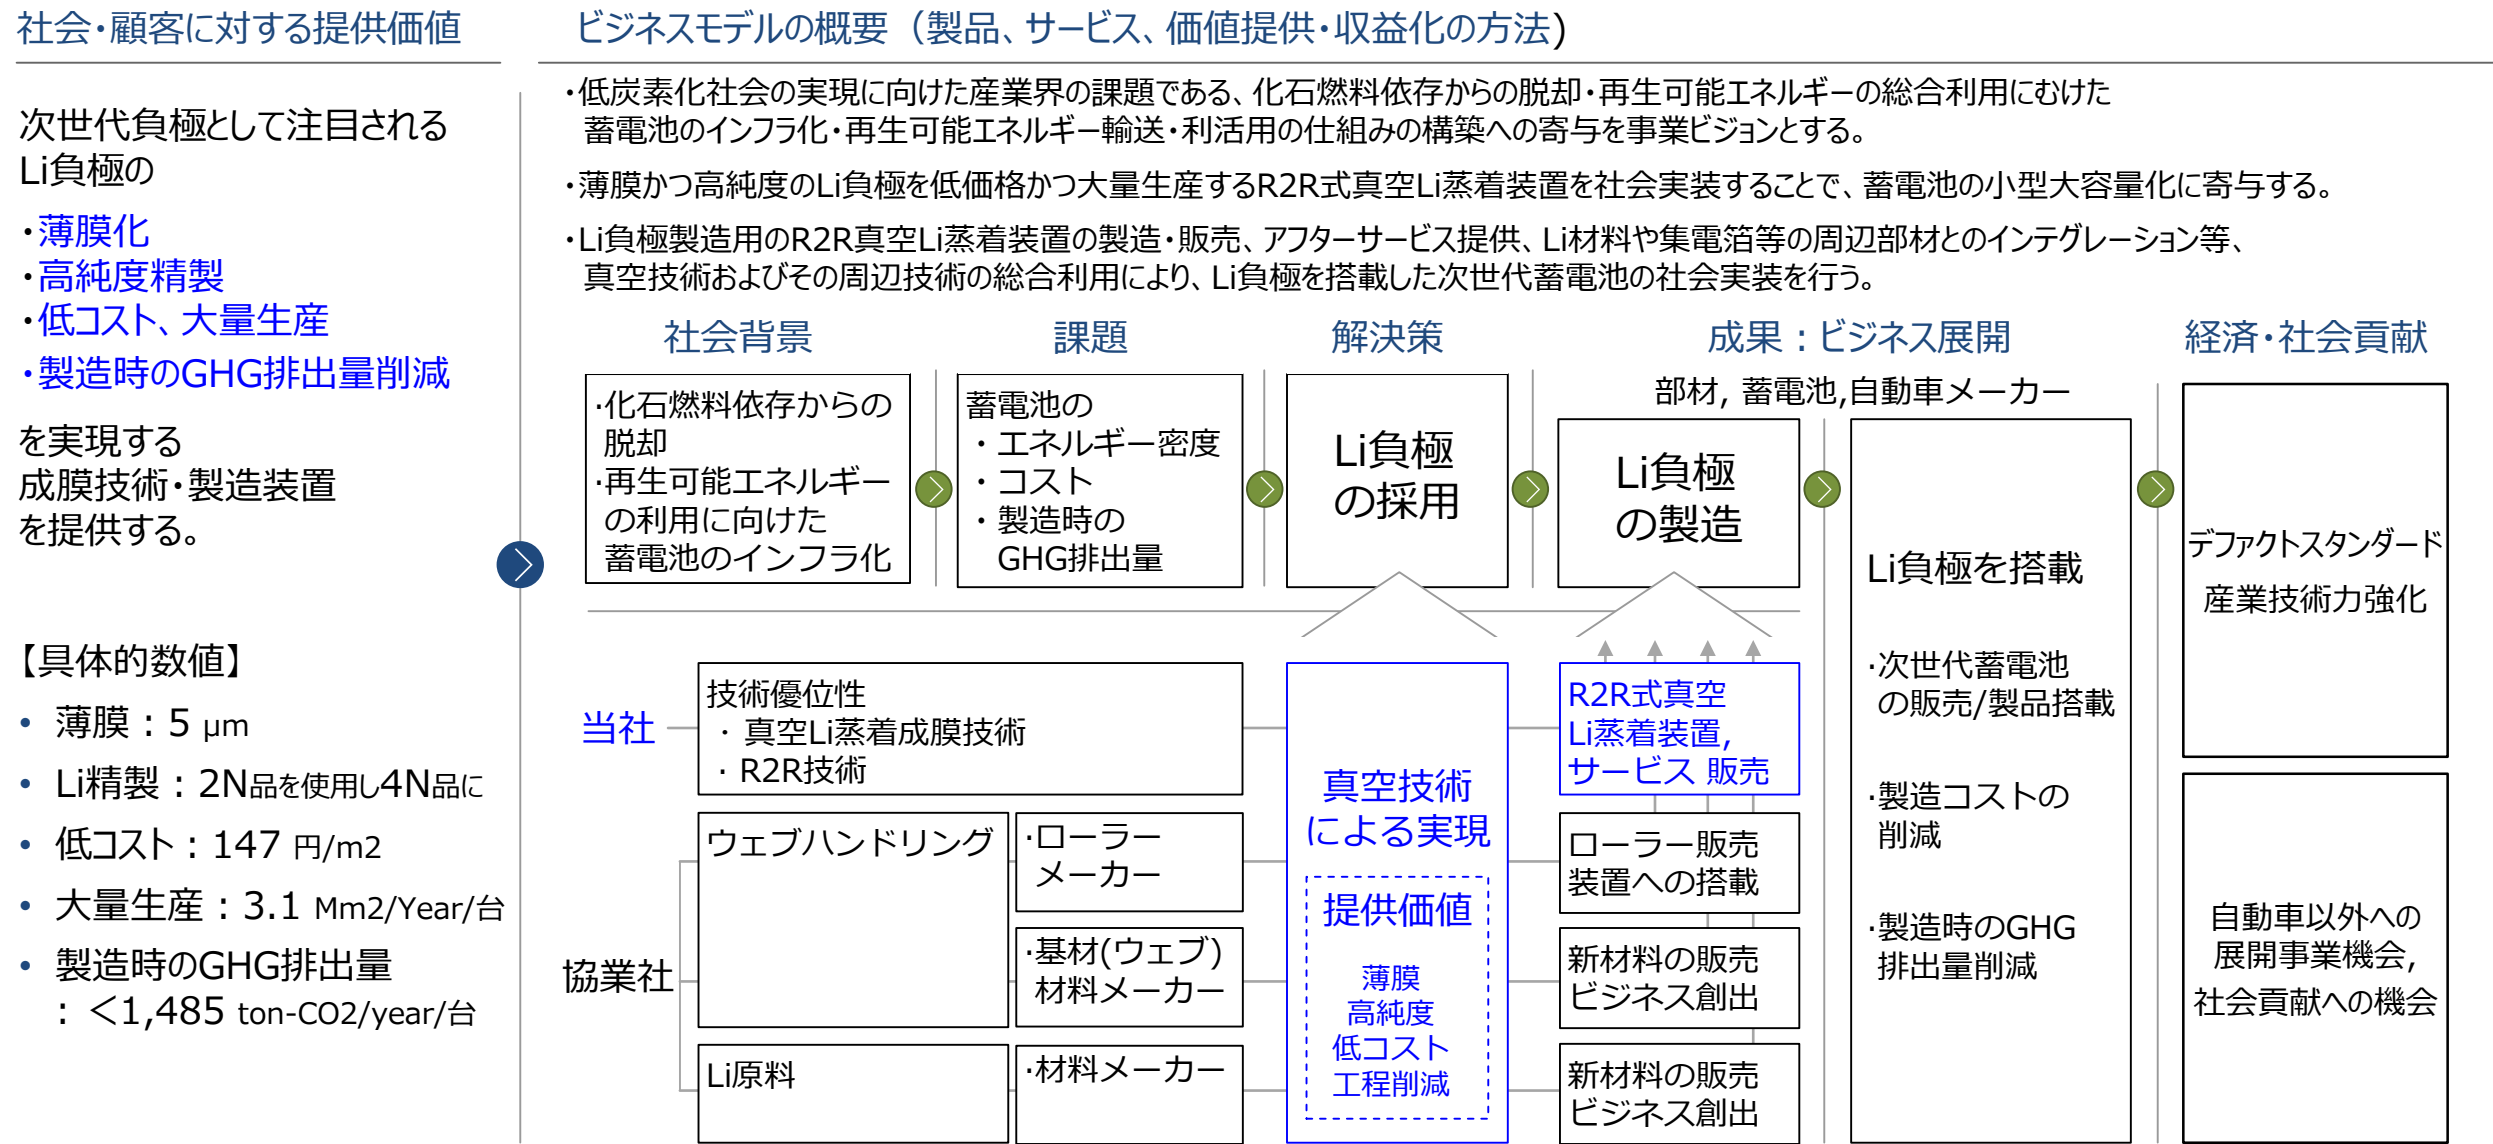 社会・顧客に対する提供価値
次世代負極として注目される
Li負極の
・薄膜化
・高純度精製
・低コスト、大量生産
・製造時のGHG排出量削減
を実現する
成膜技術・製造装置
を提供する。
【具体的数値】
• 薄膜：5 μm
• Li精製：2N品を使用し4N品に
• 低コスト：147 円/m2
• 大量生産：3.1 Mm2/Year/台
• 製造時のGHG排出量
：＜1,485 ton-CO2/year/台
ビジネスモデルの概要（製品、サービス、価値提供・収益化の方法)
・低炭素化社会の実現に向けた産業界の課題である、化石燃料依存からの脱却・再生可能エネルギーの総合利用にむけた
蓄電池のインフラ化・再生可能エネルギー輸送・利活用の仕組みの構築への寄与を事業ビジョンとする。
・薄膜かつ高純度のLi負極を低価格かつ大量生産するR2R式真空Li蒸着装置を社会実装することで、蓄電池の小型大容量化に寄与する。
・Li負極製造用のR2R真空Li蒸着装置の製造・販売、アフターサービス提供、Li材料や集電箔等の周辺部材とのインテグレーション等、
真空技術およびその周辺技術の総合利用により、Li負極を搭載した次世代蓄電池の社会実装を行う。
社会背景
・化石燃料依存からの
脱却
・再生可能エネルギー
の利用に向けた
蓄電池のインフラ化
課題
蓄電池の
・エネルギー密度
・コスト
・製造時の
GHG排出量
解決策
Li負極
の採用
成果：ビジネス展開
部材, 蓄電池,自動車メーカー
Li負極
の製造
Li負極を搭載
・次世代蓄電池
の販売/製品搭載
・製造コストの
削減
・製造時のGHG
排出量削減
経済・社会貢献
デファクトスタンダード
産業技術力強化
自動車以外への
展開事業機会,
社会貢献への機会
当社
技術優位性
・真空Li蒸着成膜技術
・R2R技術
協業社
ウェブハンドリング
・ローラー
メーカー
・基材(ウェブ)
材料メーカー
Li原料
・材料メーカー
真空技術
による実現
提供価値
薄膜
高純度
低コスト
工程削減
R2R式真空
Li蒸着装置,
サービス 販売
ローラー販売
装置への搭載
新材料の販売
ビジネス創出
新材料の販売
ビジネス創出